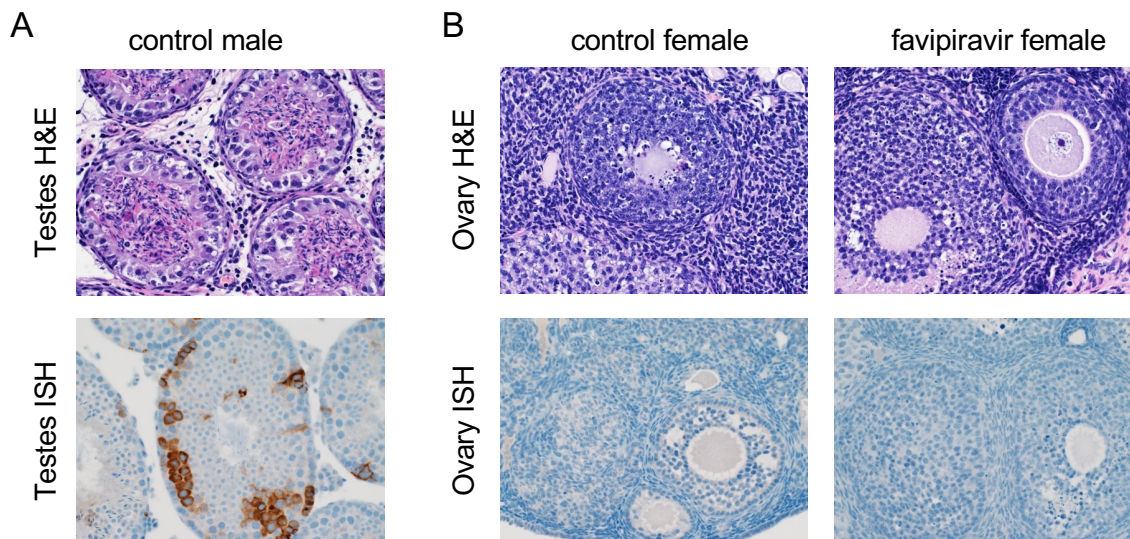 A
control male
B
control female
favipiravir female
Testes H&E
Ovary H&E
Testes ISH
Ovary ISH